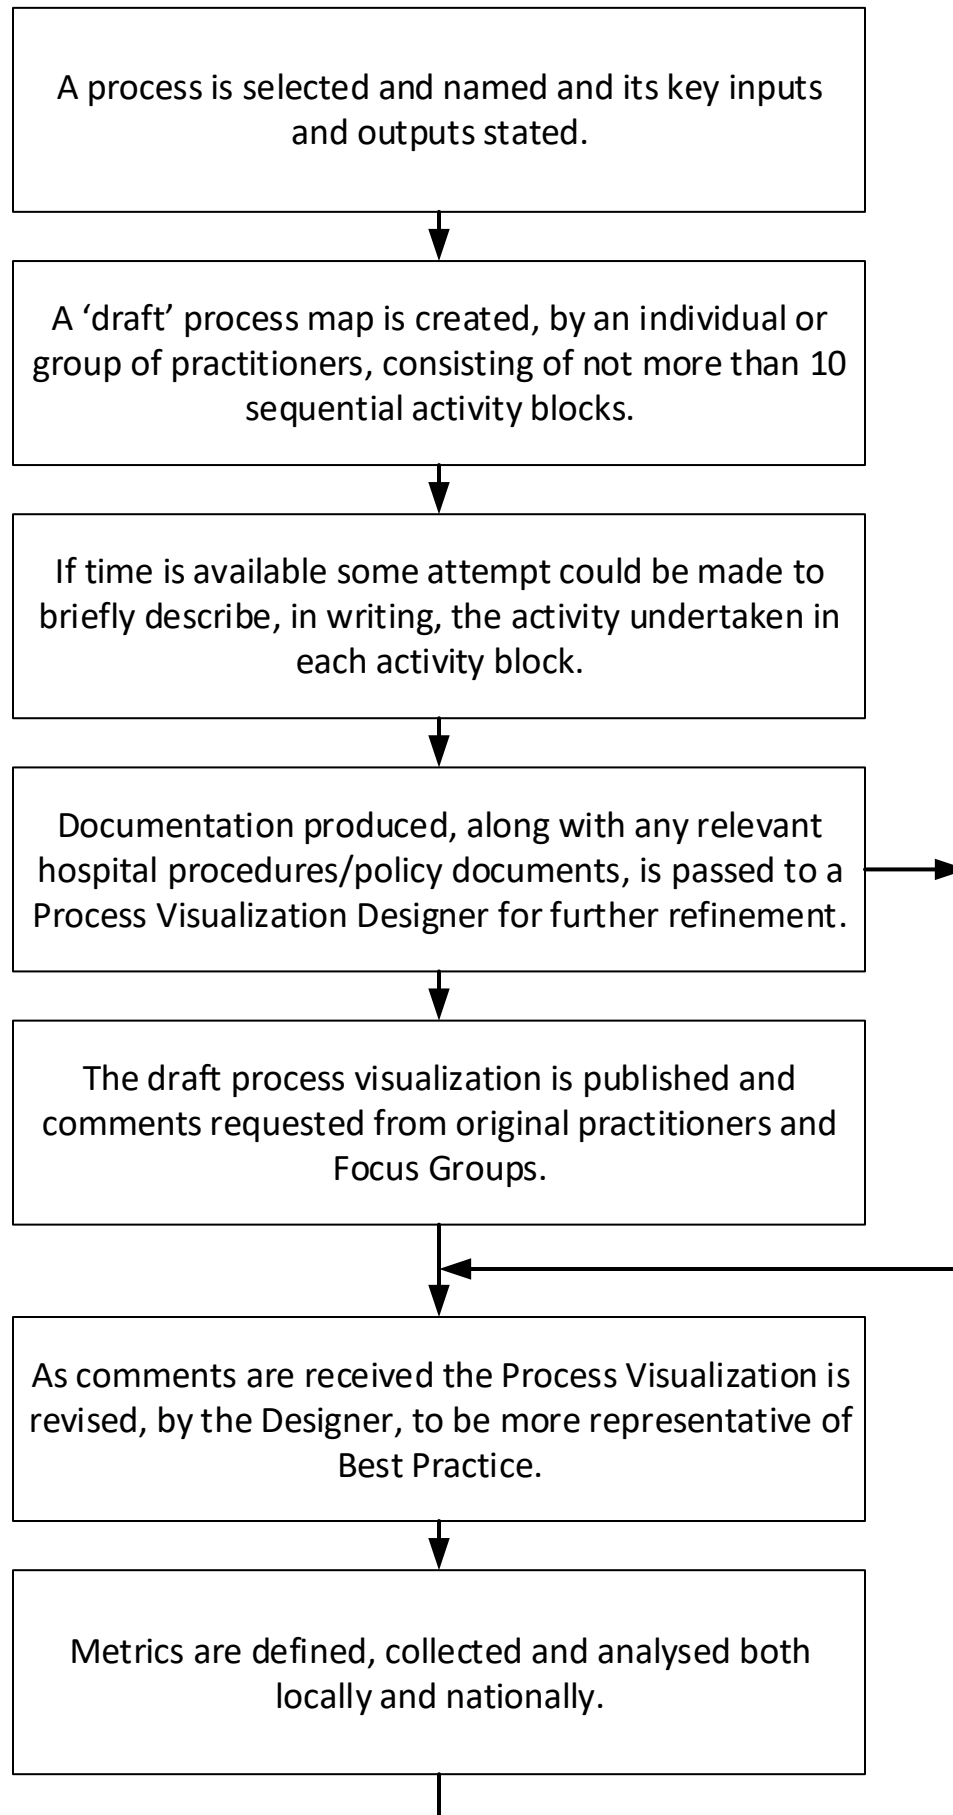 A process is selected and named and its key inputs
and outputs stated.
A ‘draft’ process map is created, by an individual or
group of practitioners, consisting of not more than 10
sequential activity blocks.
If time is available some attempt could be made to
briefly describe, in writing, the activity undertaken in
each activity block.
Documentation produced, along with any relevant
hospital procedures/policy documents, is passed to a
Process Visualization Designer for further refinement.
The draft process visualization is published and
comments requested from original practitioners and
Focus Groups.
As comments are received the Process Visualization is
revised, by the Designer, to be more representative of
Best Practice.
Metrics are defined, collected and analysed both
locally and nationally.